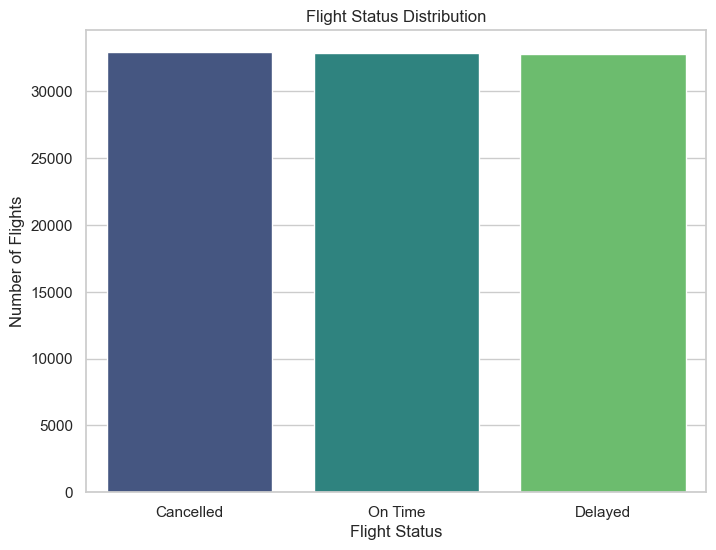 Flight Status Distribution
Number of Flights
30000
25000
20000
15000
10000
5000
0
Cancelled On Time Delayed
Flight Status